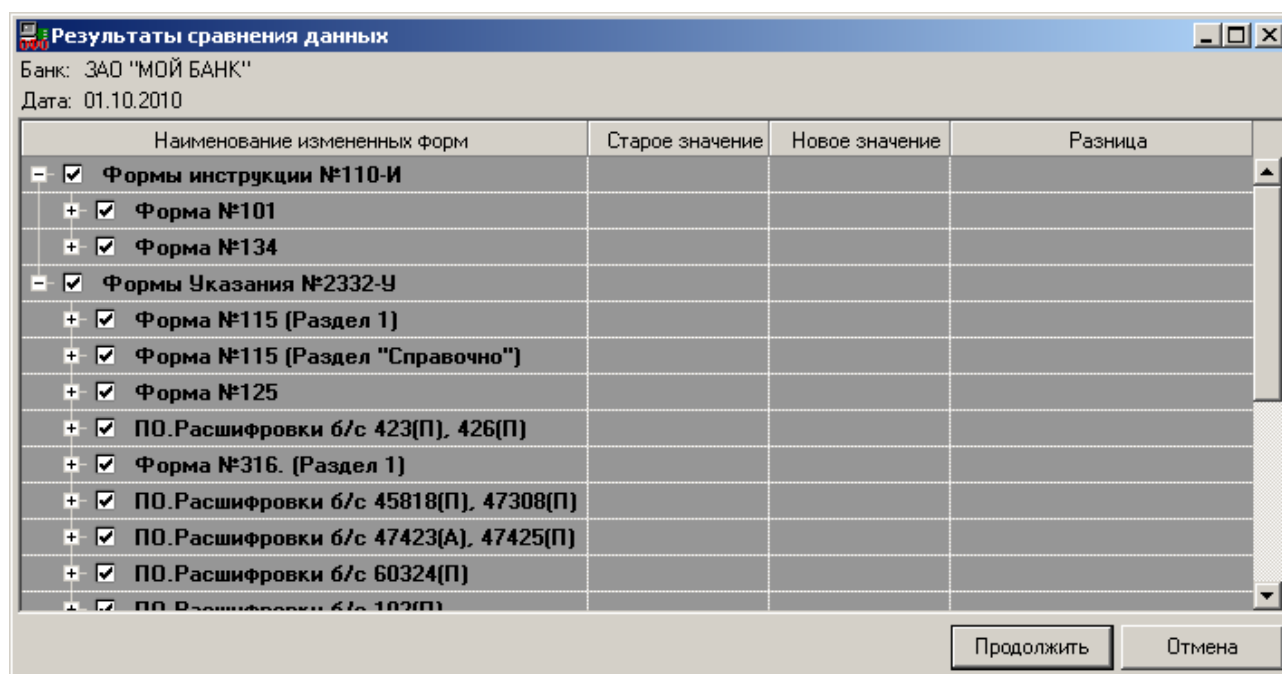 Результаты сравнения данных
Банк: ЗАО "МОЙ БАНК"
Дата: 01.10.2010
Наименование измененных форм Старое значение Новое значение Разница
Формы инструкции №110-И
Форма №101
Форма №134
Формы Указания №2332-У
Форма №115 (Раздел 1)
Форма №115 (Раздел "Справочно")
Форма №125
ПО.Расшифровки б/с 423(П), 426(П)
Форма №316. (Раздел 1)
ПО.Расшифровки б/с 45818(П), 47308(П)
ПО.Расшифровки б/с 47423(А), 47425(П)
ПО.Расшифровки б/с 60324(П)
ПО.Расшифровки б/с 102(П)
Продолжить Отмена